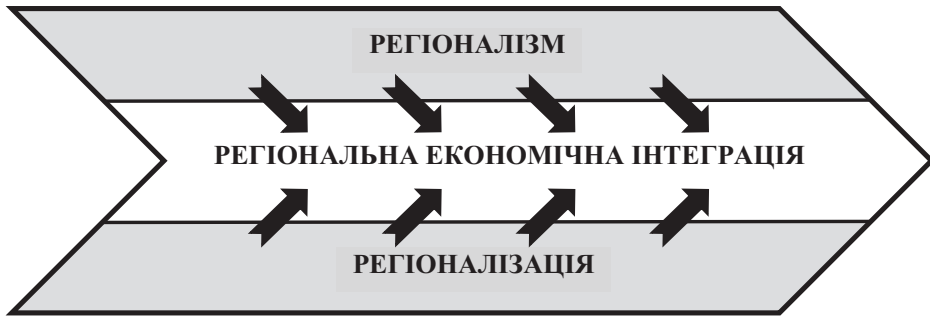 РЕГІОНАЛІЗМ
РЕГІОНАЛЬНА ЕКОНОМІЧНА ІНТЕГРАЦІЯ
РЕГІОНАЛІЗАЦІЯ